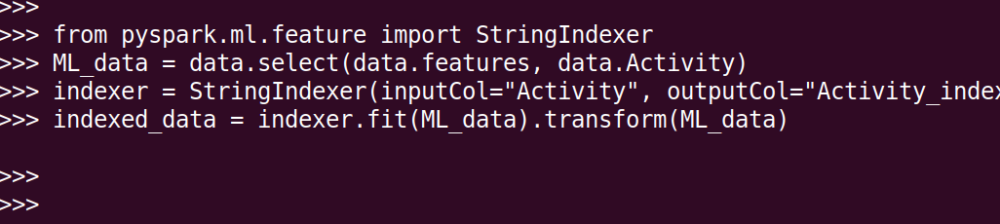 >>>
>>> from pyspark.ml.feature import StringIndexer
>>> ML_data = data.select(data.features, data.Activity)
>>> indexer = StringIndexer(inputCol="Activity", outputCol="Activity_index
>>> indexed_data = indexer.fit(ML_data).transform(ML_data)
>>>
>>>